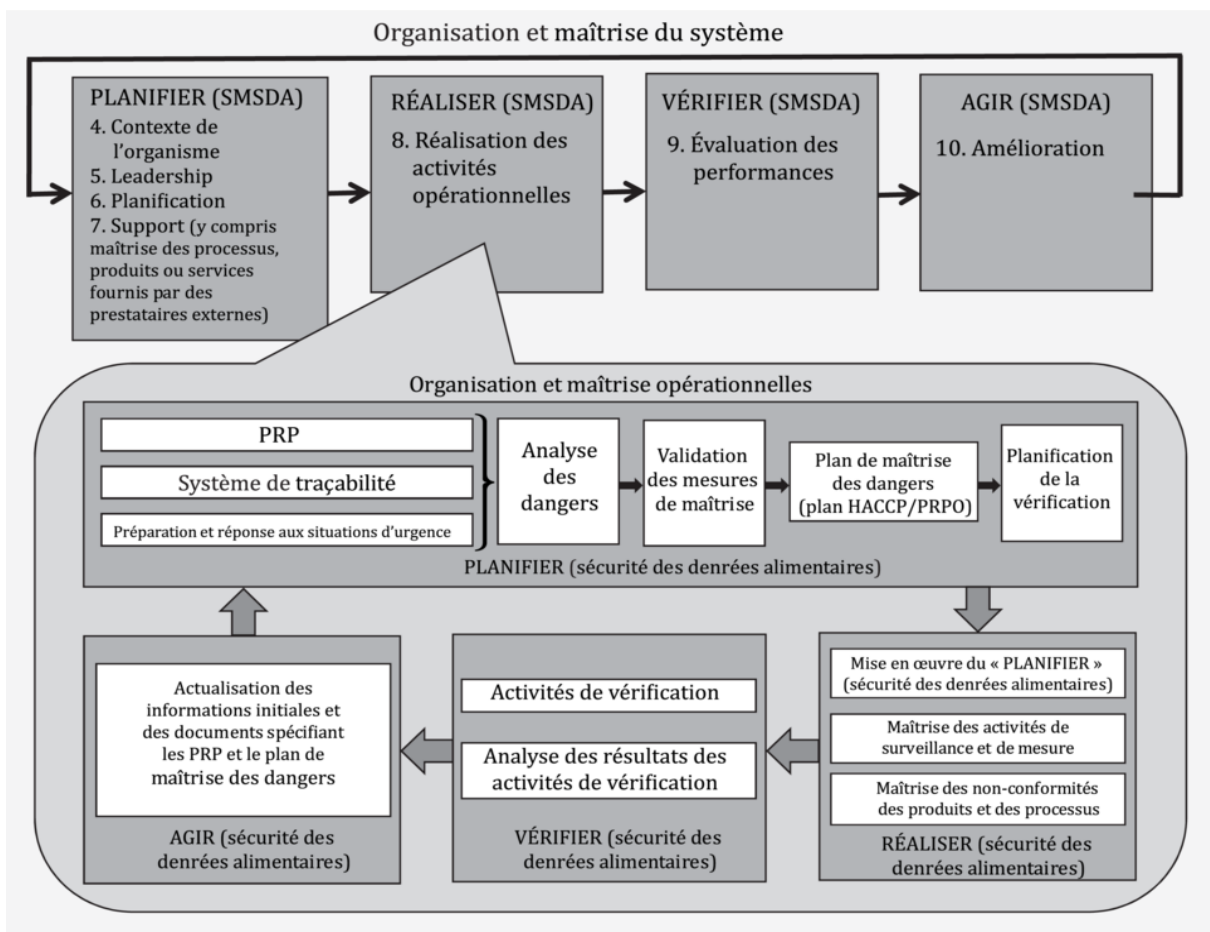 Organisation et maîtrise du système
PLANIFIER (SMSDA)
4. Contexte de
l'organisme
5. Leadership
6. Planification
7. Support (y compris
maîtrise des processus,
produits ou services
fournis par des
prestataires externes)
RÉALISER (SMSDA)
8. Réalisation des
activités
opérationnelles
VÉRIFIER (SMSDA)
9. Évaluation des
performances
AGIR (SMSDA)
10. Amélioration
Organisation et maîtrise opérationnelles
PRP
Système de traçabilité
Préparation et réponse aux situations d'urgence
Analyse
des
dangers
Validation
des mesures
de maîtrise
Plan de maîtrise
des dangers
(plan HACCP/PRPO)
Planification
de la
vérification
PLANIFIER (sécurité des denrées alimentaires)
Actualisation des
informations initiales et
des documents spécifiant
les PRP et le plan de
maîtrise des dangers
AGIR (sécurité des
denrées alimentaires)
Activités de vérification
Analyse des résultats des
activités de vérification
VÉRIFIER (sécurité des
denrées alimentaires)
Mise en œuvre du « PLANIFIER »
(sécurité des denrées alimentaires)
Maîtrise des activités de
surveillance et de mesure
Maîtrise des non-conformités
des produits et des processus
RÉALISER (sécurité des
denrées alimentaires)